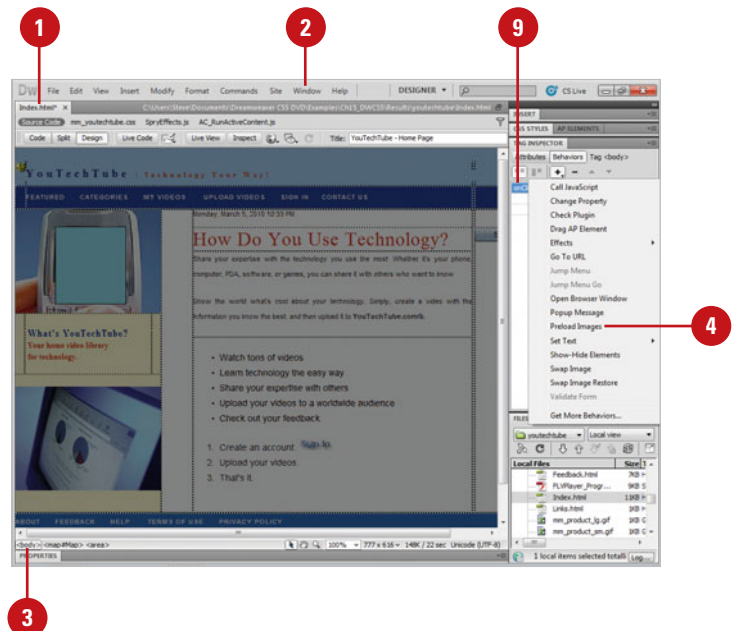 1
2
9
DW File Edit View Insert Modify Format Commands Site Window Help DESIGNER CS Live
Index.html* × C:\Users\Steve\Documents\Dreamweaver CS5 DVD\Examples\Ch15_DWCS5\Results\youtechtube\Index.html
Source Code mm_youtechtube.css SpryEffects.js AC_RunActiveContent.js
Code Split Design Live Code Live View Inspect Title: YouTechTube - Home Page
INSERT
CSS STYLES AP ELEMENTS
TAG INSPECTOR
Attributes Behaviors Tag <body>
YouTechTube | Technology Your Way!
FEATURED CATEGORIES MY VIDEOS UPLOAD VIDEOS SIGN IN CONTACT US
Monday, March 5, 2010 10:33 PM
How Do You Use Technology?
Share your expertise with the technology you use the most. Whether it's your phone,
computer, PDA, software, or games, you can share it with others who want to know
Show the world what's cool about your technology. Simply, create a video with the
information you know the best, and then upload it to YouTechTube.com/k.
What's YouTechTube?
Your home video library
for technology.
• Watch tons of videos
• Learn technology the easy way
• Share your expertise with others
• Upload your videos to a worldwide audience
• Check out your feedback
1. Create an account. Sign In
2. Upload your videos.
3. That's it.
ABOUT FEEDBACK HELP TERMS OF USE PRIVACY POLICY
<body> <map#Map> <area> 100% 777 x 616 148K / 22 sec Unicode (UTF-8)
PROPERTIES
Call JavaScript
Change Property
Check Plugin
Drag AP Element
Effects
Go To URL
Jump Menu
Jump Menu Go
Open Browser Window
Popup Message
Preload Images
Set Text
Show-Hide Elements
Swap Image
Swap Image Restore
Validate Form
Get More Behaviors...
4
FILES
youtechtube Local view
Local Files Size
Feedback.html 7KB
FLVPlayer_Progr... 9KB
Index.html 11KB
Links.html 1KB
mm_product_lg.gif 1KB
mm_product_sm.gif 1KB
1 local items selected totalli Log...
3